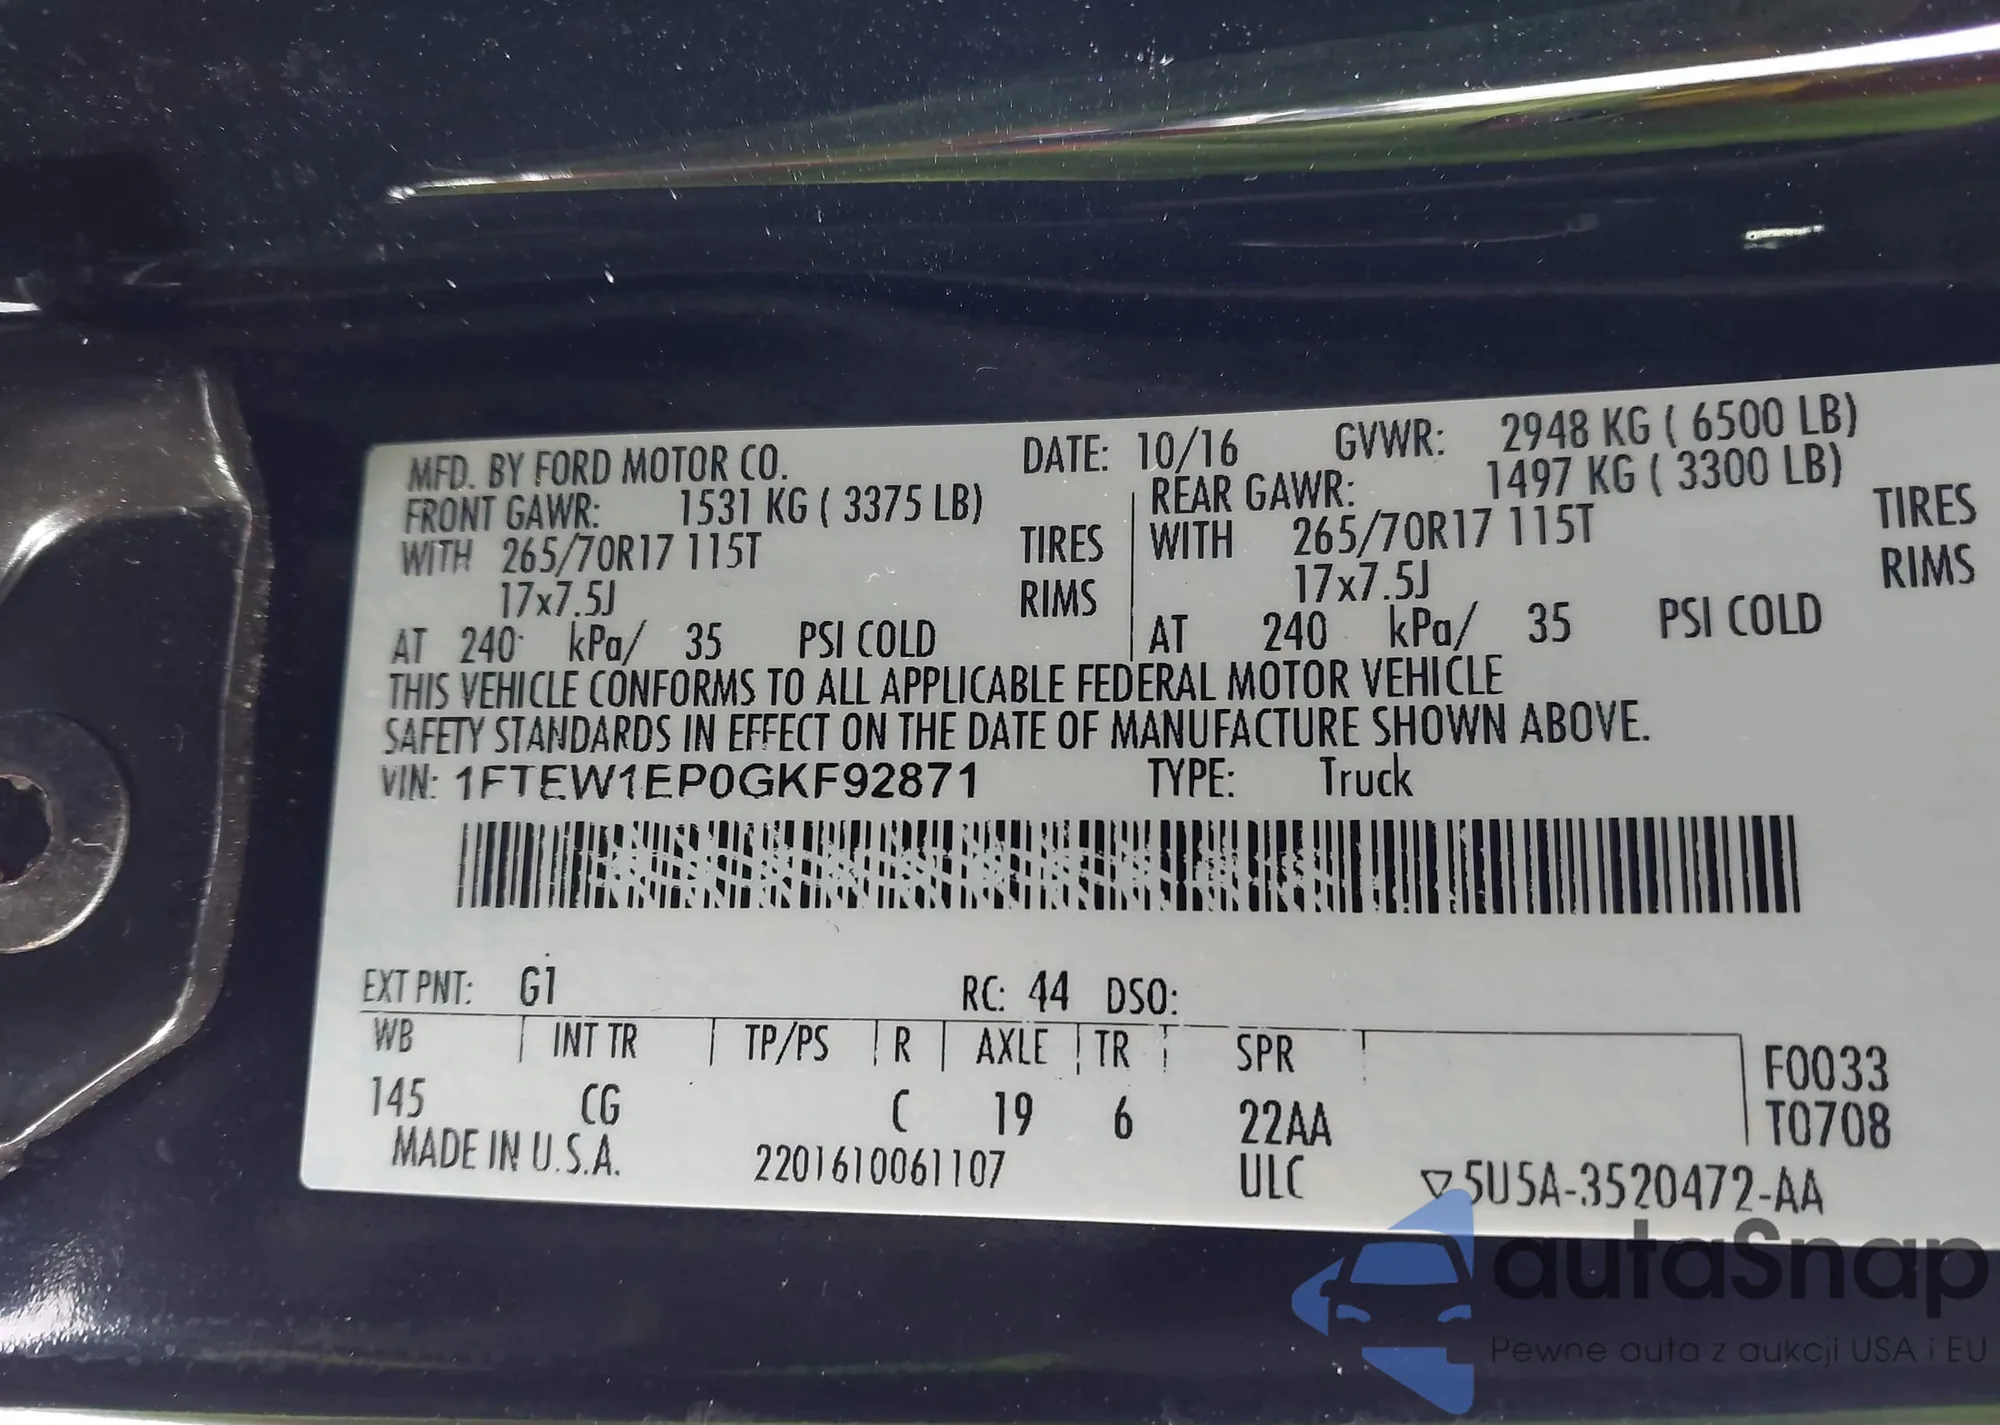 MFD. BY FORD MOTOR CO. DATE: 10/16 GVWR: 2948 KG ( 6500 LB)
FRONT GAWR: 1531 KG ( 3375 LB) REAR GAWR: 1497 KG ( 3300 LB)
WITH 265/70R17 115T TIRES WITH 265/70R17 115T TIRES
17x7.5J RIMS 17x7.5J RIMS
AT 240 kPa/ 35 PSI COLD AT 240 kPa/ 35 PSI COLD
THIS VEHICLE CONFORMS TO ALL APPLICABLE FEDERAL MOTOR VEHICLE
SAFETY STANDARDS IN EFFECT ON THE DATE OF MANUFACTURE SHOWN ABOVE.
VIN: 1FTEW1EP0GKF92871 TYPE: Truck
EXT PNT: G1 RC: 44 DSO:
WB INT TR TP/PS R AXLE TR SPR F0033
145 CG C 19 6 22AA T0708
MADE IN U.S.A. 2201610061107 ULC ▽5U5A-3520472-AA
autaSnap
Pewne auta z aukcji USA i EU